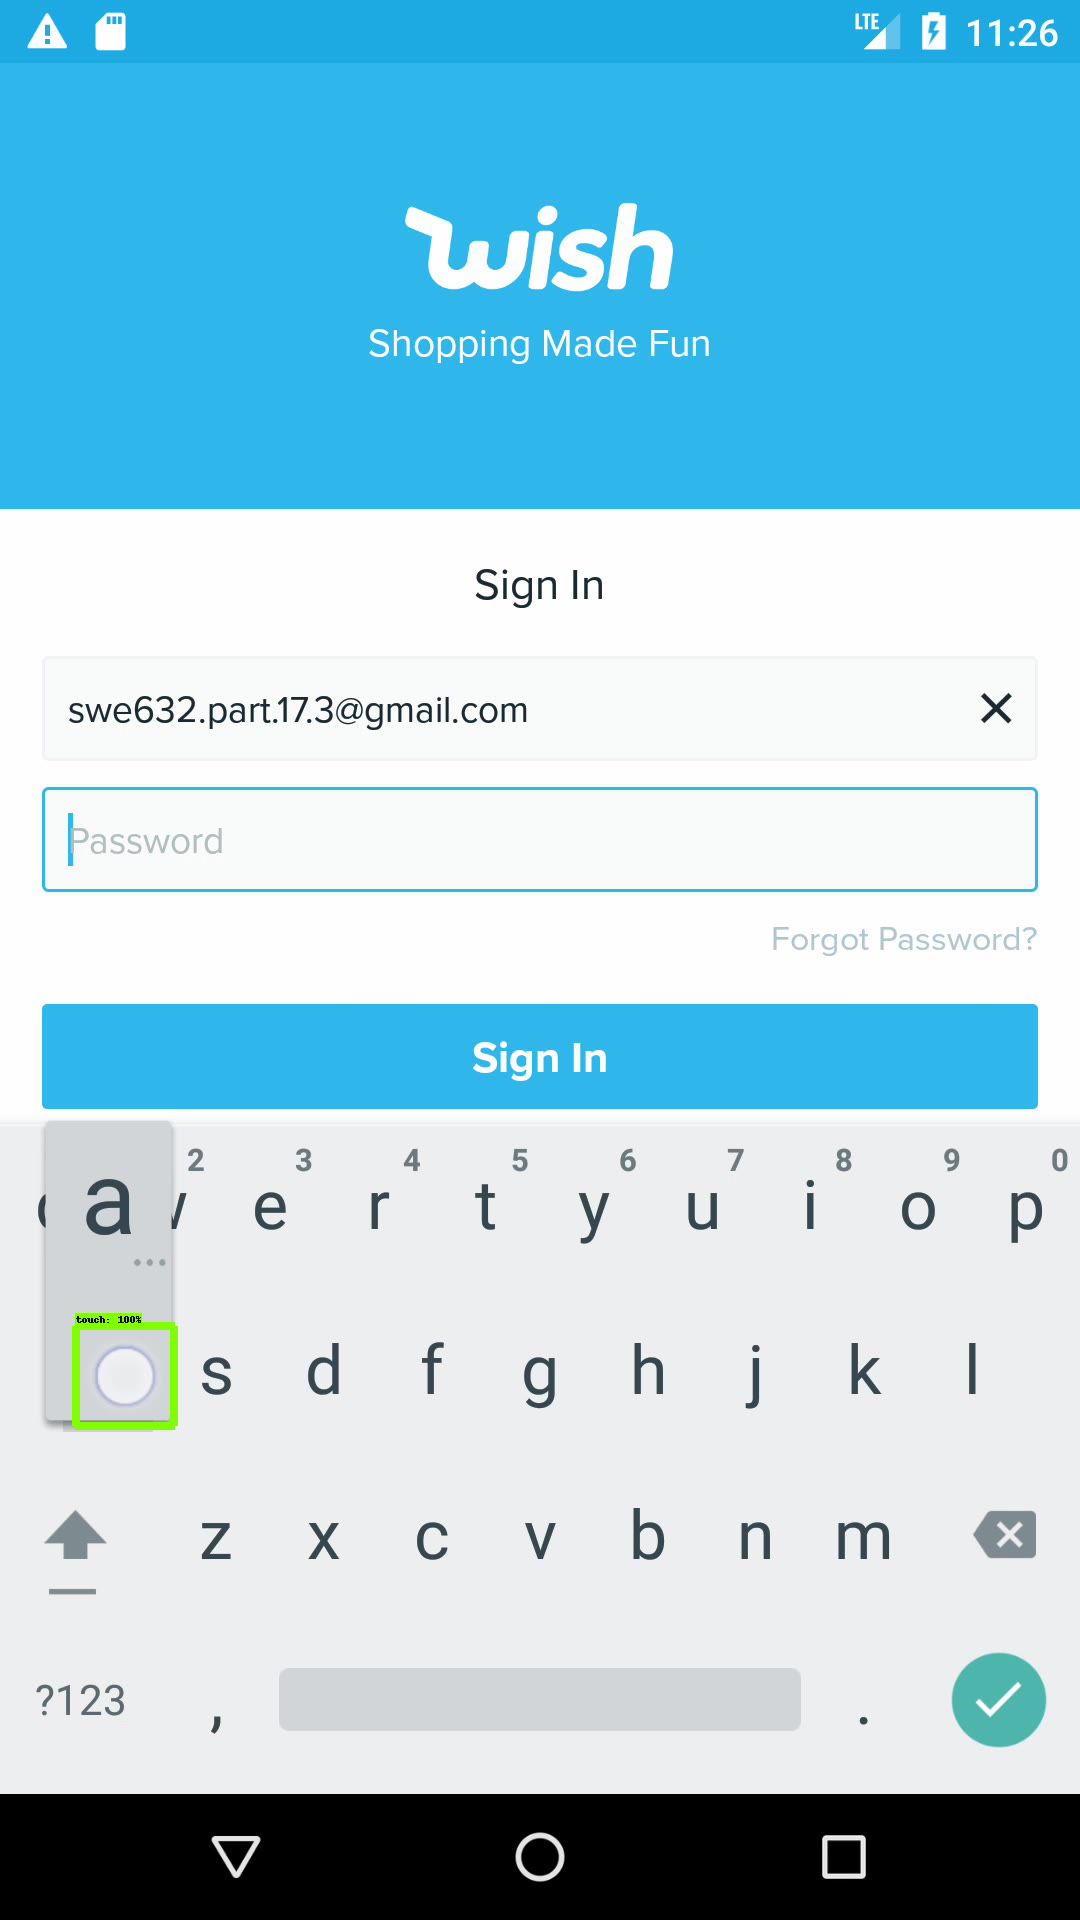 LTE 11:26
wish
Shopping Made Fun
Sign In
swe632.part.17.3@gmail.com
Password
Forgot Password?
Sign In
2 3 4 5 6 7 8 9 0
a e r t y u i o p
touch: 100%
s d f g h j k l
z x c v b n m
?123 , .